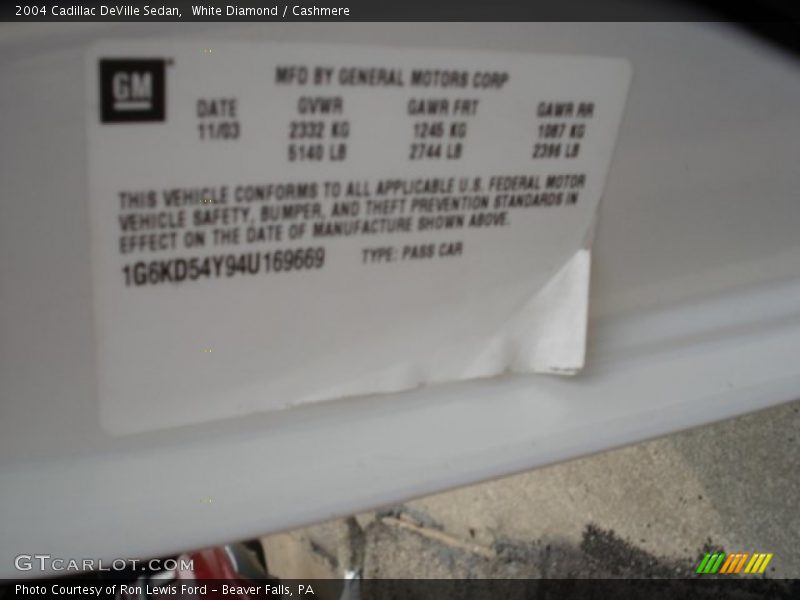 2004 Cadillac DeVille Sedan,  White Diamond / Cashmere
GM
MFD BY GENERAL MOTORS CORP
DATE GVWR GAWR FRT GAWR RR
11/03 2332 KG 1245 KG 1087 KG
5140 LB 2744 LB 2396 LB
THIS VEHICLE CONFORMS TO ALL APPLICABLE U.S. FEDERAL MOTOR
VEHICLE SAFETY, BUMPER, AND THEFT PREVENTION STANDARDS IN
EFFECT ON THE DATE OF MANUFACTURE SHOWN ABOVE.
1G6KD54Y94U169669 TYPE: PASS CAR
GTCARLOT.COM
Photo Courtesy of Ron Lewis Ford - Beaver Falls, PA